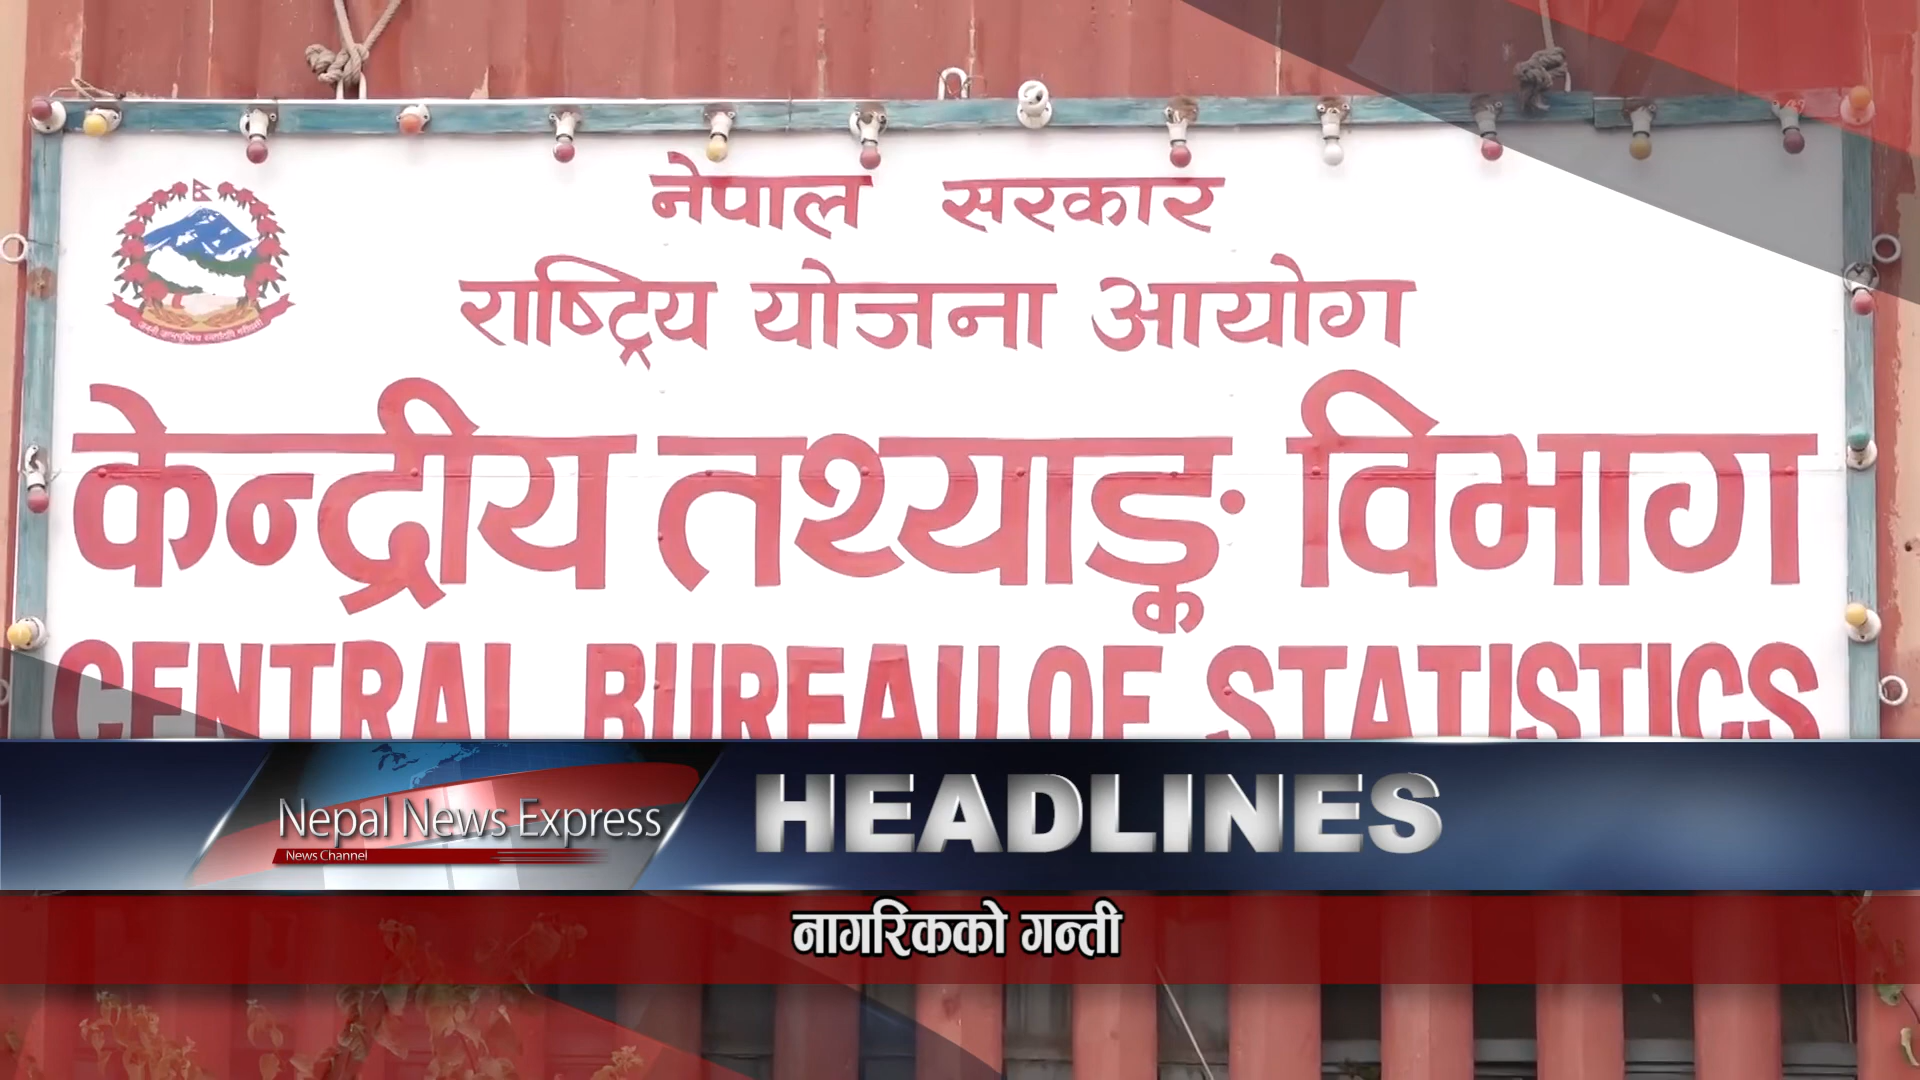 नेपाल सरकार
राष्ट्रिय योजना आयोग
केन्द्रीय तथ्याङ्क विभाग
CENTRAL BUREAU OF STATISTICS
Nepal News Express
News Channel
HEADLINES
नागरिकको गन्ती